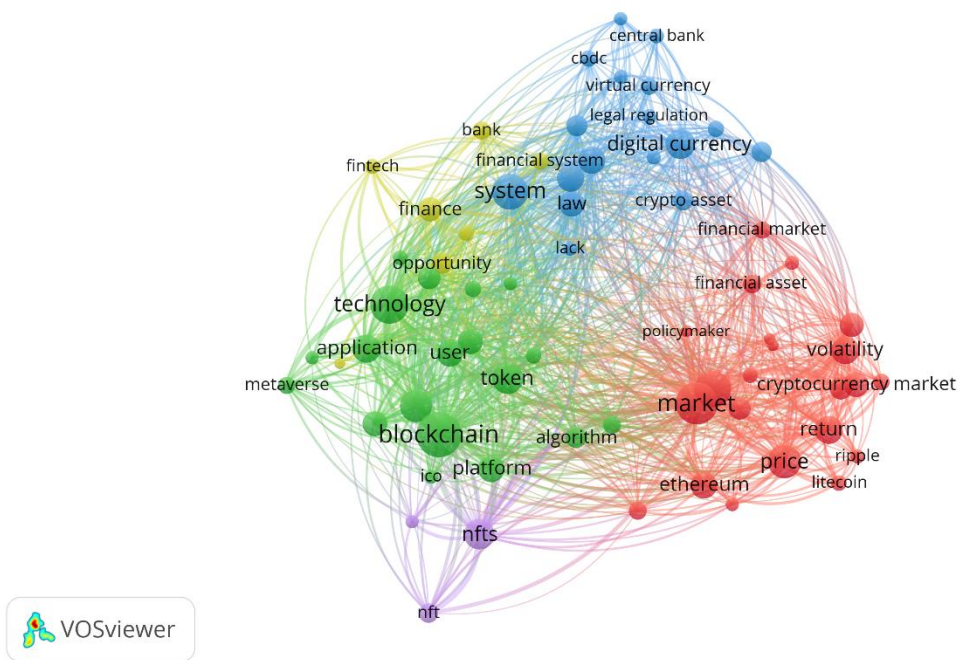 central bank
cbdc
virtual currency
legal regulation
bank
digital currency
financial system
fintech
system
crypto asset
law
finance
financial market
lack
opportunity
financial asset
technology
policymaker
application
user
volatility
token
metaverse
cryptocurrency market
market
blockchain
algorithm
return
ripple
platform
price
ico
ethereum
litecoin
nfts
nft
VOSviewer